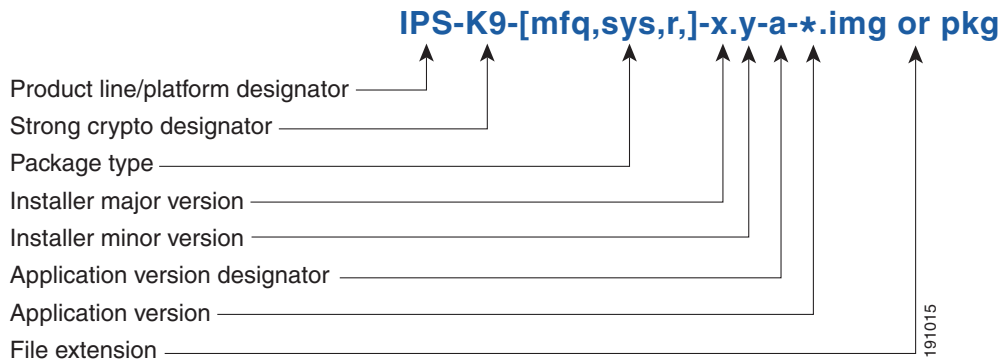 IPS-K9-[mfq,sys,r,]-x.y-a-*.img or pkg
Product line/platform designator
Strong crypto designator
Package type
Installer major version
Installer minor version
Application version designator
Application version
File extension
191015